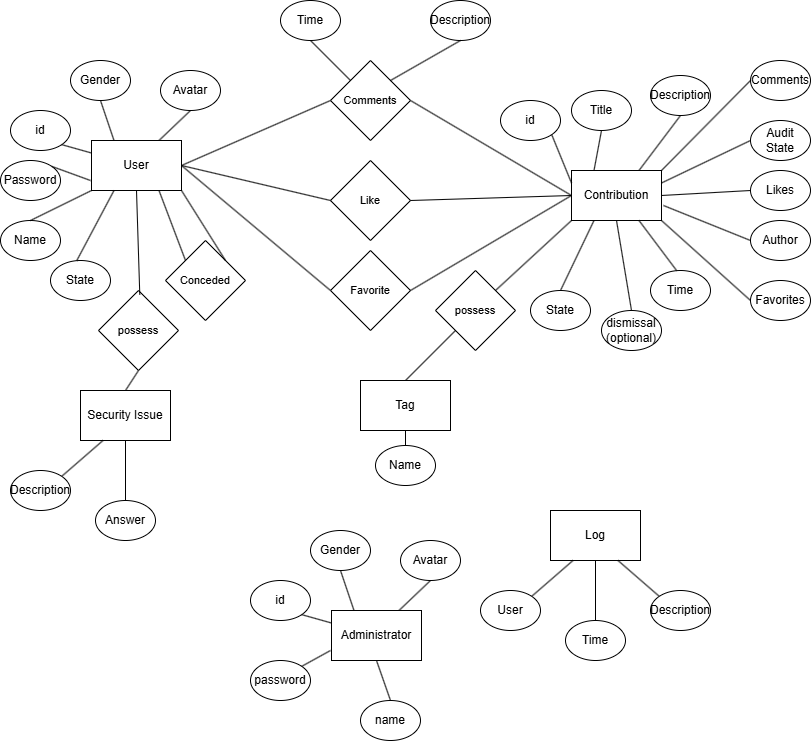 Time
Description
Gender
Avatar
Comments
Comments
id
Password
User
Name
State
Conceded
Like
Favorite
id
Title
Description
Contribution
Audit
State
Likes
Author
Favorites
Time
State
dismissal
(optional)
possess
possess
Security Issue
Description
Answer
Tag
Name
Gender
Avatar
id
Administrator
password
name
Log
User
Time
Description